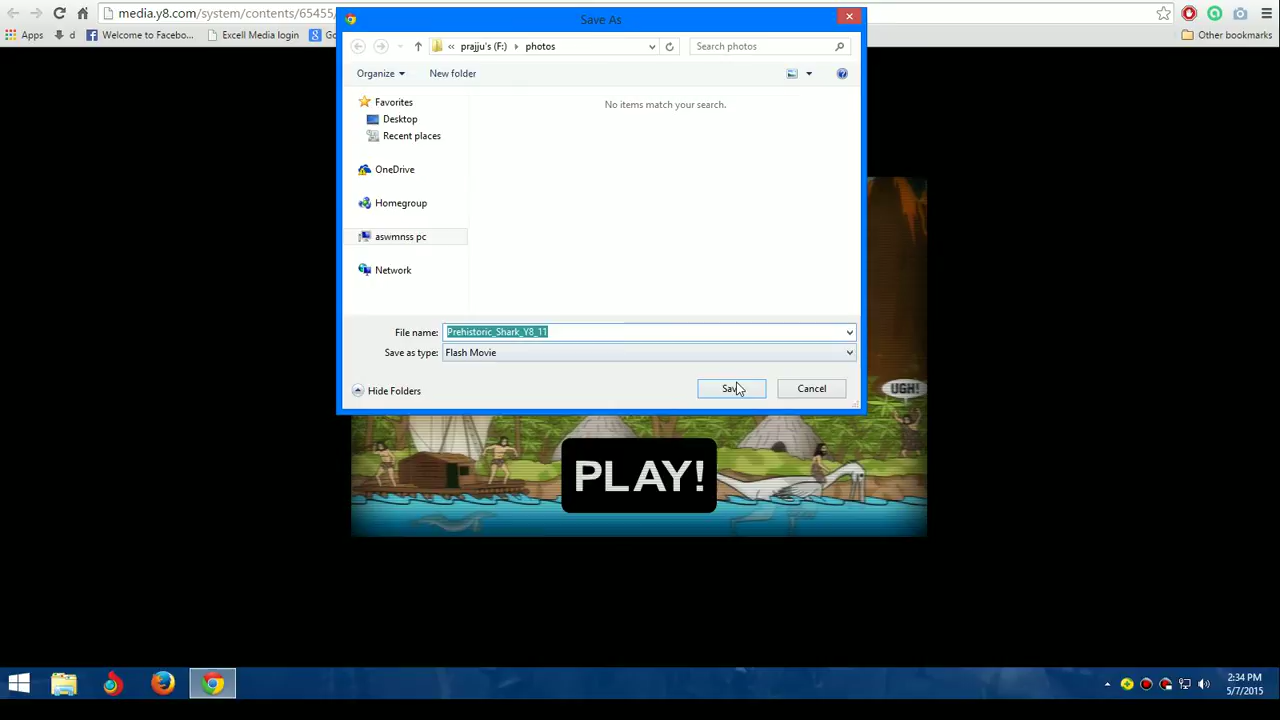 media.y8.com/system/contents/65455,
Save As
Apps
d
Welcome to Facebo...
Excell Media login
Other bookmarks
« prajju's (F:) photos
Search photos
Organize
New folder
No items match your search.
Favorites
Desktop
Recent places
OneDrive
Homegroup
aswmnss pc
Network
File name: Prehistoric_Shark_Y8_11
Save as type: Flash Movie
Hide Folders
Save
Cancel
UGH!
PLAY!
2:34 PM
5/7/2015